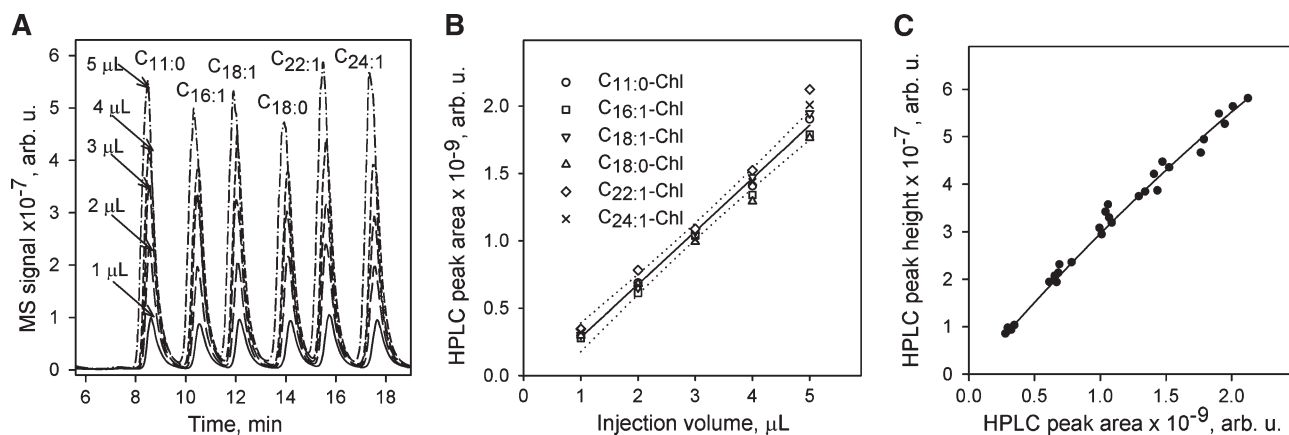 A
MS signal x10⁻⁷, arb. u.
6
5
4
3
2
1
0
5 µL
4 µL
3 µL
2 µL
1 µL
C₁₁:₀
C₁₆:₁
C₁₈:₁
C₁₈:₀
C₂₂:₁
C₂₄:₁
6 8 10 12 14 16 18
Time, min
B
HPLC peak area x 10⁻⁹, arb. u.
2.0
1.5
1.0
0.5
0.0
C₁₁:₀-Chl
C₁₆:₁-Chl
C₁₈:₁-Chl
C₁₈:₀-Chl
C₂₂:₁-Chl
C₂₄:₁-Chl
0 1 2 3 4 5
Injection volume, µL
C
HPLC peak height x 10⁻⁷, arb. u.
6
5
4
3
2
1
0
0.0 0.5 1.0 1.5 2.0
HPLC peak area x 10⁻⁹, arb. u.